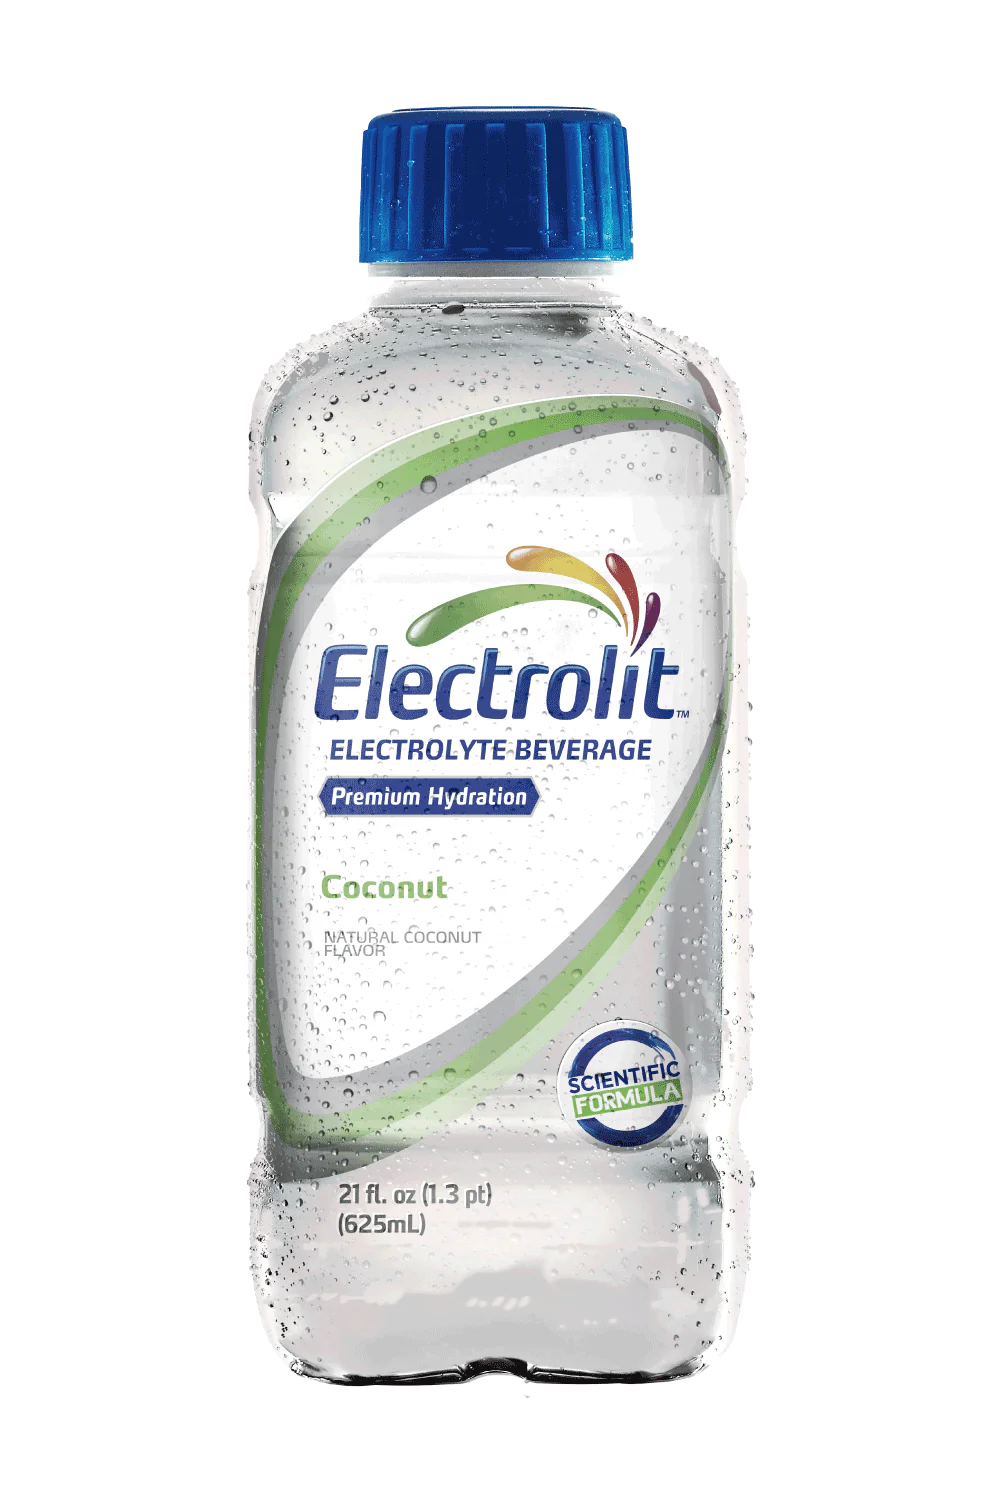 Electrolit™
ELECTROLYTE BEVERAGE
Premium Hydration
Coconut
NATURAL COCONUT
FLAVOR
SCIENTIFIC
FORMULA
21 fl. oz (1.3 pt)
(625mL)